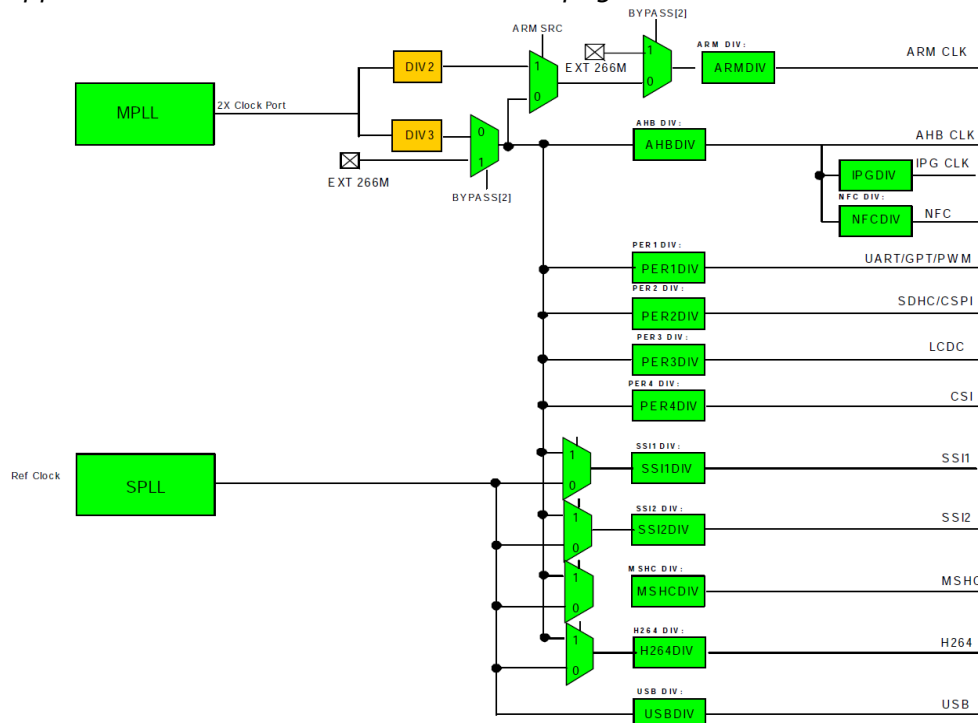 BYPASS[2]
ARM SRC
ARM DIV:
ARM CLK
DIV2
1
EXT 266M
1
0
ARMDIV
MPLL
2X Clock Port
0
DIV3
0
1
EXT 266M
BYPASS[2]
AHB DIV:
AHBDIV
AHB CLK
IPGDIV
IPG CLK
NFC DIV:
NFCDIV
NFC
PER1 DIV:
PER1DIV
UART/GPT/PWM
PER2 DIV:
PER2DIV
SDHC/CSPI
PER3 DIV:
PER3DIV
LCDC
PER4 DIV:
PER4DIV
CSI
Ref Clock
SPLL
1
0
SSI1 DIV:
SSI1DIV
SSI1
1
0
SSI2 DIV:
SSI2DIV
SSI2
1
0
MSHC DIV:
MSHCDIV
MSHC
1
0
H264 DIV:
H264DIV
H264
USB DIV:
USBDIV
USB